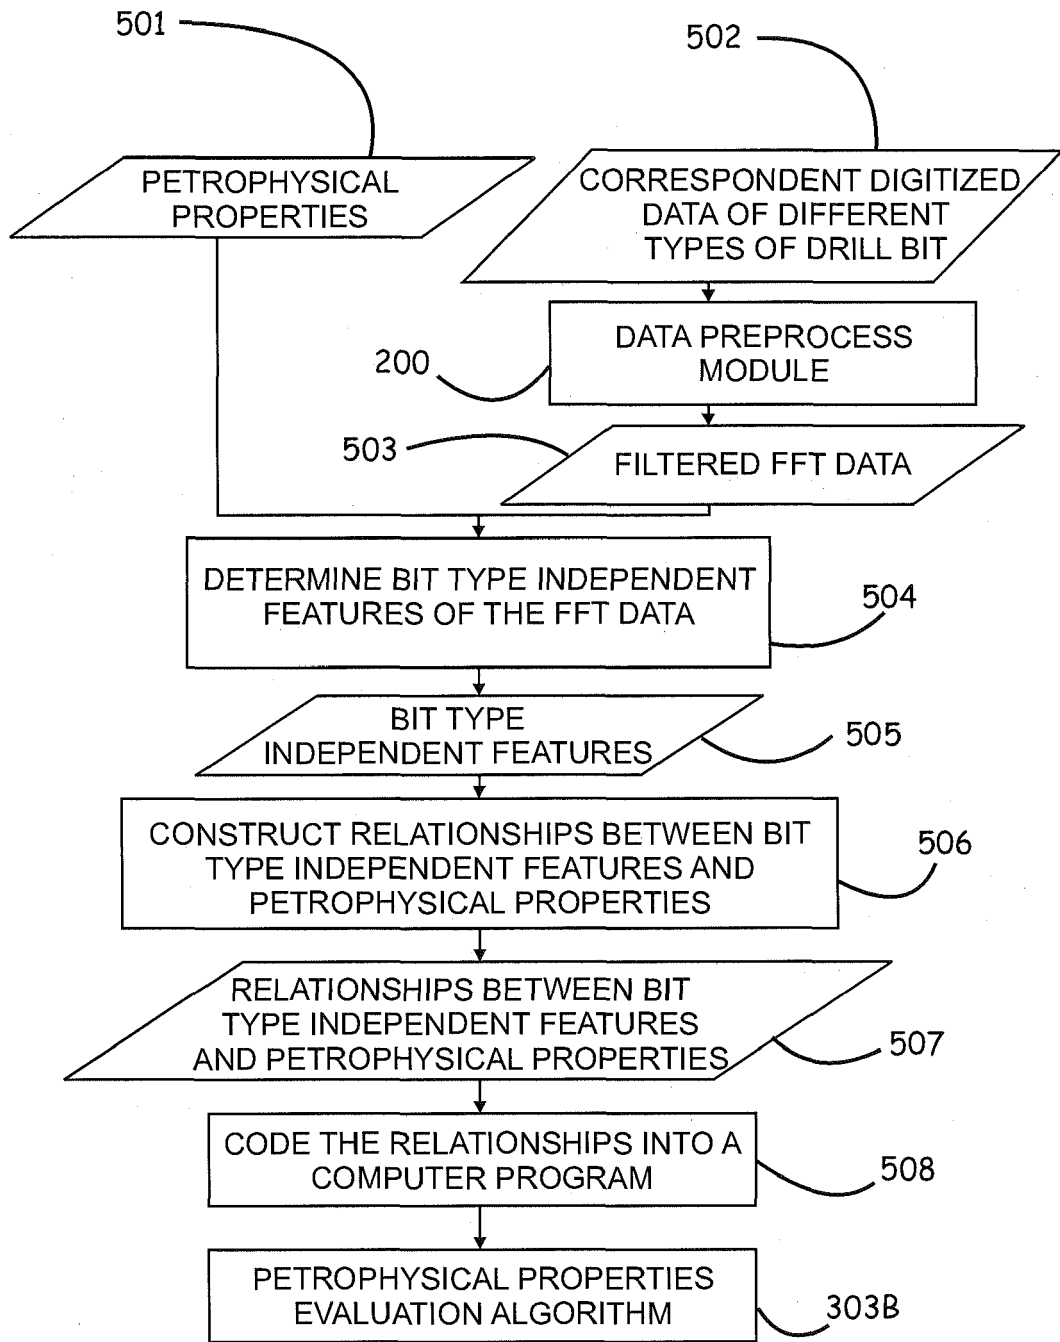 501
502
PETROPHYSICAL
PROPERTIES
CORRESPONDENT DIGITIZED
DATA OF DIFFERENT
TYPES OF DRILL BIT
DATA PREPROCESS
MODULE
200
503
FILTERED FFT DATA
DETERMINE BIT TYPE INDEPENDENT
FEATURES OF THE FFT DATA
504
BIT TYPE
INDEPENDENT FEATURES
505
CONSTRUCT RELATIONSHIPS BETWEEN BIT
TYPE INDEPENDENT FEATURES AND
PETROPHYSICAL PROPERTIES
506
RELATIONSHIPS BETWEEN BIT
TYPE INDEPENDENT FEATURES
AND PETROPHYSICAL PROPERTIES
507
CODE THE RELATIONSHIPS INTO A
COMPUTER PROGRAM
508
PETROPHYSICAL PROPERTIES
EVALUATION ALGORITHM
303B